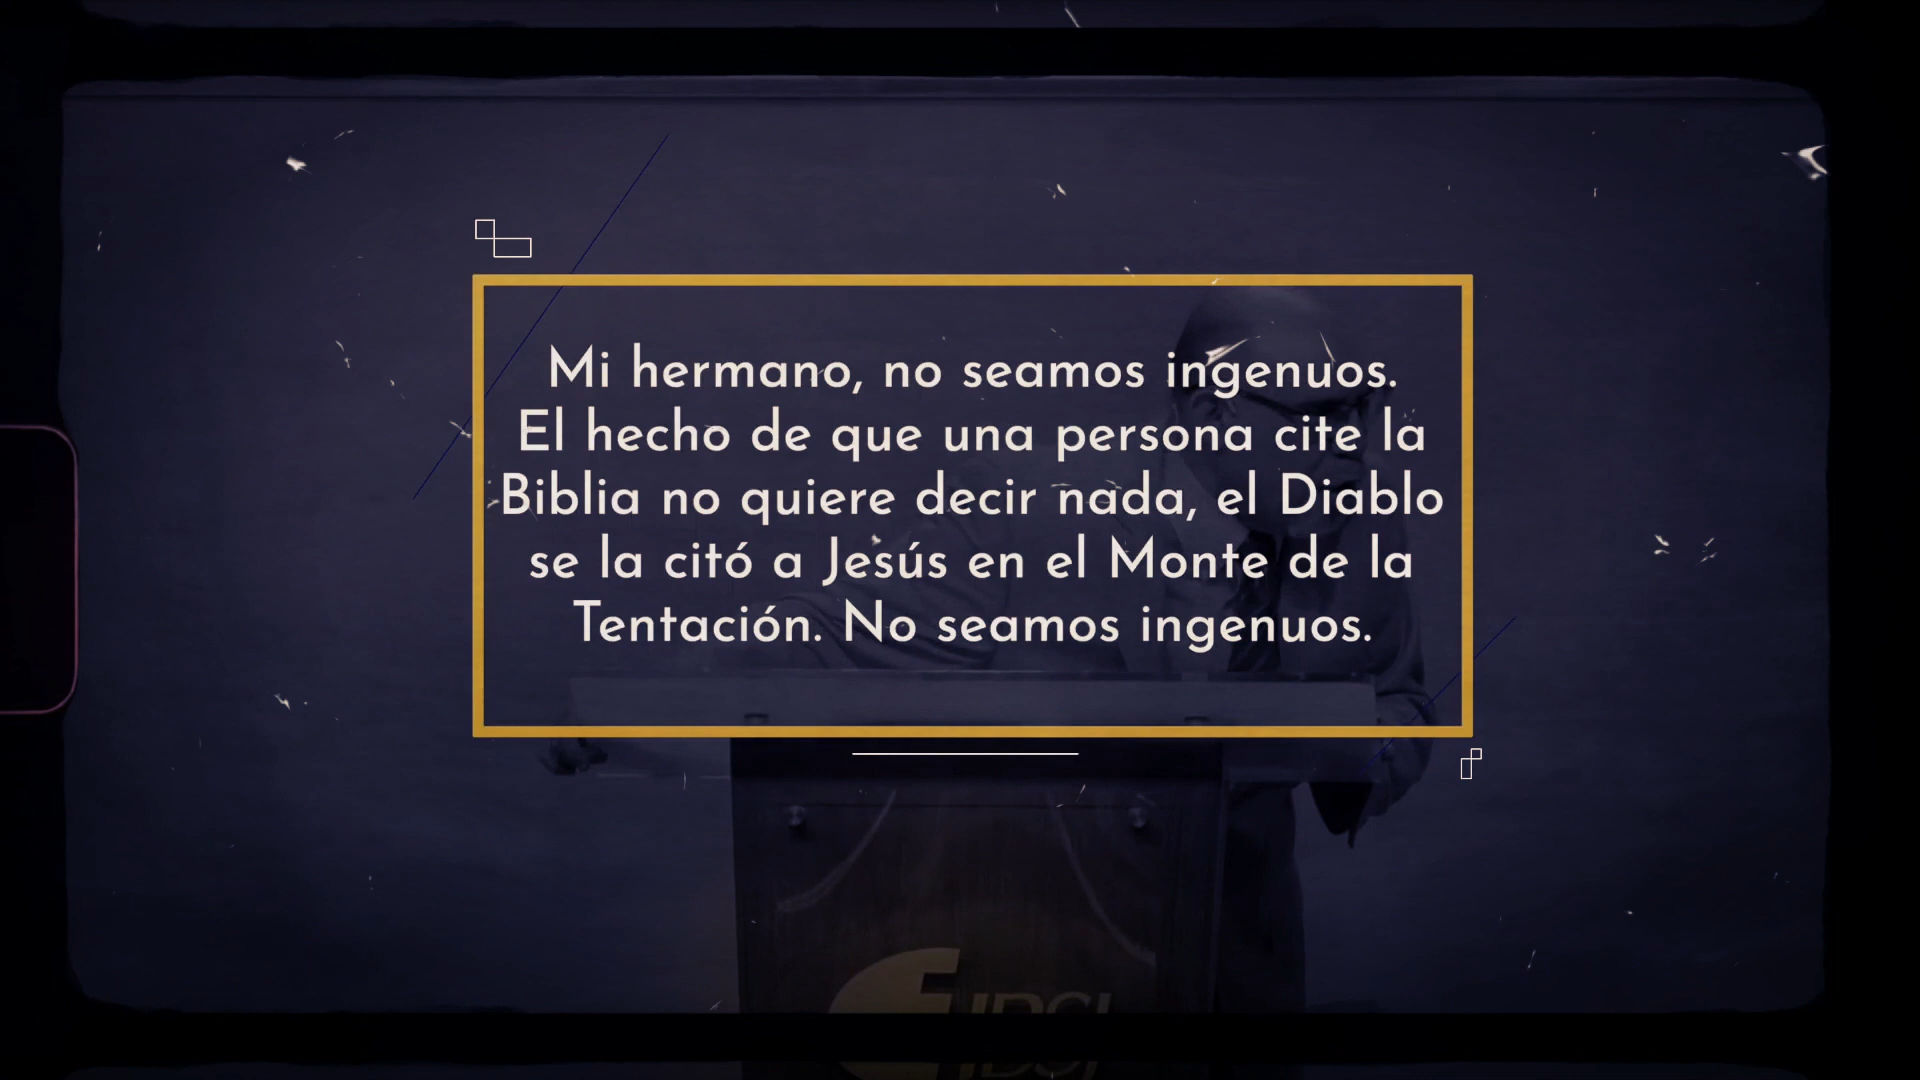 Mi hermano, no seamos ingenuos.
El hecho de que una persona cite la
Biblia no quiere decir nada, el Diablo
se la citó a Jesús en el Monte de la
Tentación. No seamos ingenuos.
IDSI